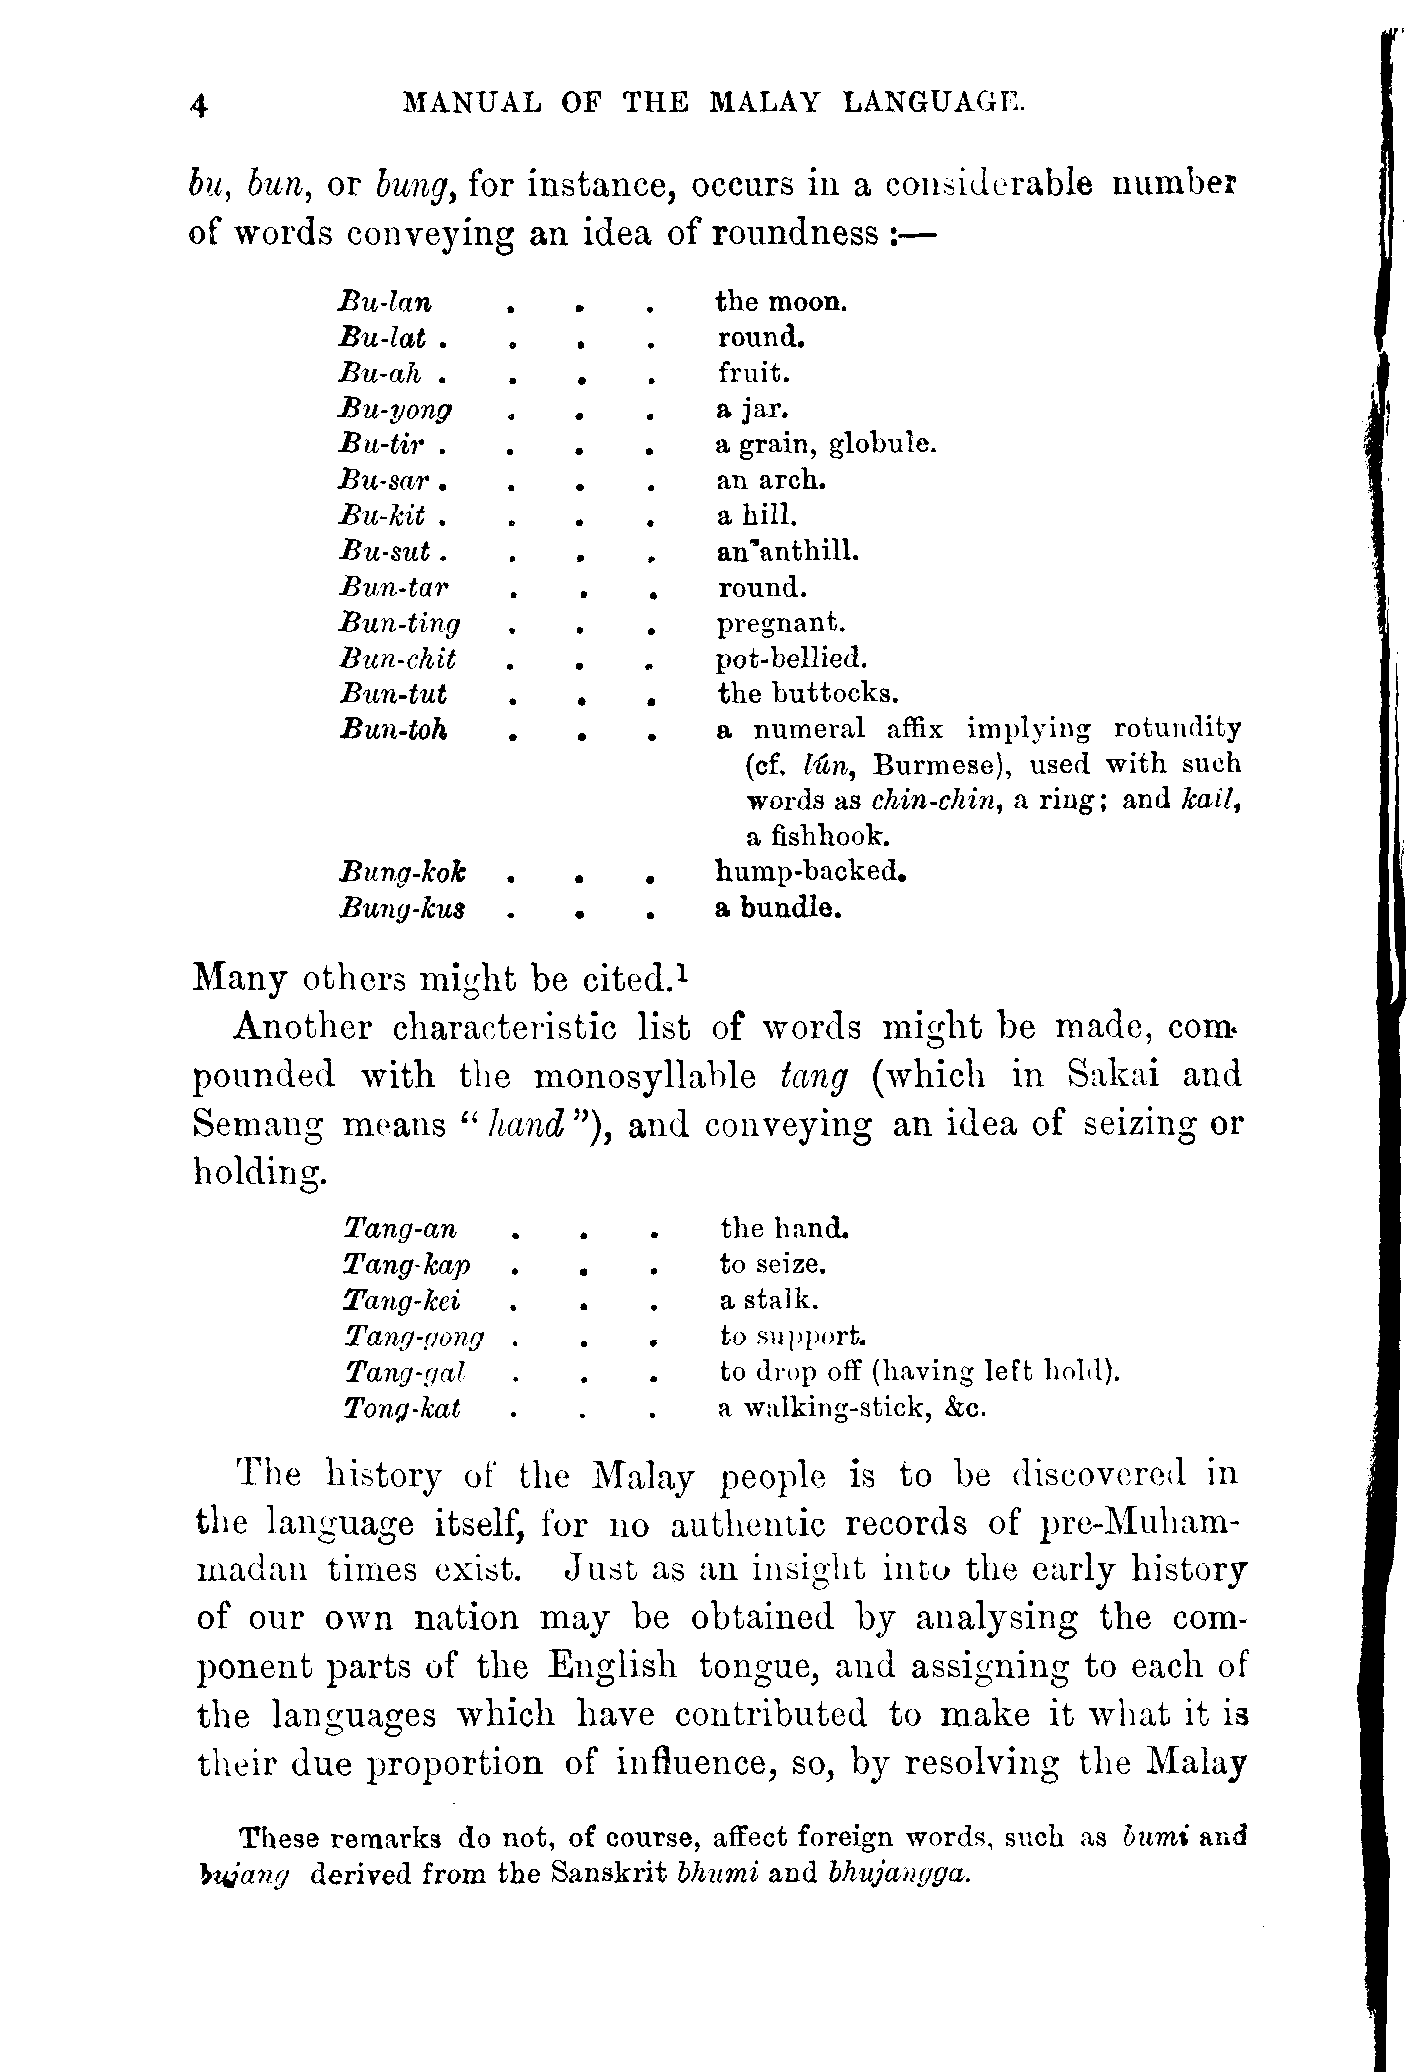 4 MANUAL OF THE MALAY LANGUAGE.
bu, bun, or bung, for instance, occurs in a considerable number
of words conveying an idea of roundness :—
Bu-lan . . . the moon.
Bu-lat . . . . round.
Bu-ah . . . . fruit.
Bu-yong . . . a jar.
Bu-tir . . . . a grain, globule.
Bu-sar . . . . an arch.
Bu-kit . . . . a hill.
Bu-sut . . . . an anthill.
Bun-tar . . . round.
Bun-ting . . . pregnant.
Bun-chit . . . pot-bellied.
Bun-tut . . . the buttocks.
Bun-toh . . . a numeral affix implying rotundity
(cf. lûn, Burmese), used with such
words as chin-chin, a ring; and kail,
a fishhook.
Bung-kok . . . hump-backed.
Bung-kus . . . a bundle.
Many others might be cited.¹
Another characteristic list of words might be made, com-
pounded with the monosyllable tang (which in Sakai and
Semang means "hand"), and conveying an idea of seizing or
holding.
Tang-an . . . the hand.
Tang-kap . . . to seize.
Tang-kei . . . a stalk.
Tang-gong . . . to support.
Tang-gal . . . to drop off (having left hold).
Tong-kat . . . a walking-stick, &c.
The history of the Malay people is to be discovered in
the language itself, for no authentic records of pre-Muham-
madan times exist. Just as an insight into the early history
of our own nation may be obtained by analysing the com-
ponent parts of the English tongue, and assigning to each of
the languages which have contributed to make it what it is
their due proportion of influence, so, by resolving the Malay
These remarks do not, of course, affect foreign words, such as bumi and
bujang derived from the Sanskrit bhumi and bhujangga.